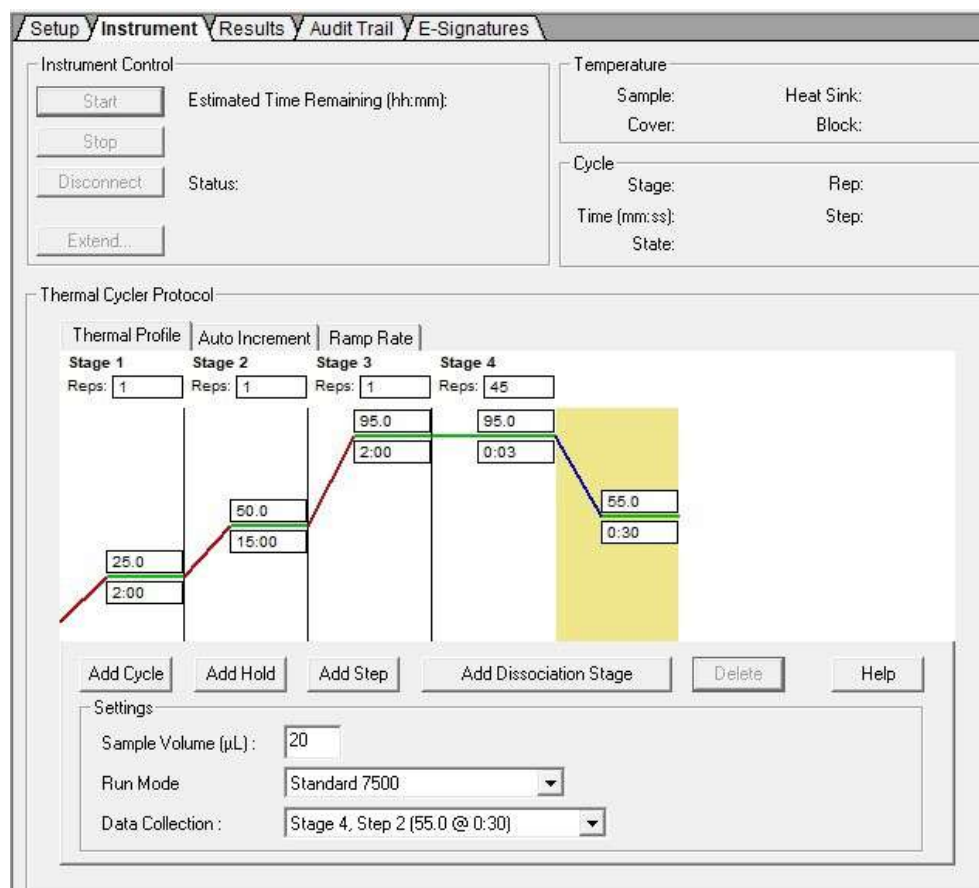 Setup Instrument Results Audit Trail E-Signatures
Instrument Control
Start Estimated Time Remaining (hh:mm):
Stop
Disconnect Status:
Extend...
Temperature
Sample: Heat Sink:
Cover: Block:
Cycle
Stage: Rep:
Time (mm:ss): Step:
State:
Thermal Cycler Protocol
Thermal Profile Auto Increment Ramp Rate
Stage 1 Stage 2 Stage 3 Stage 4
Reps: 1 Reps: 1 Reps: 1 Reps: 45
95.0 95.0
2:00 0:03
50.0 55.0
15:00 0:30
25.0
2:00
Add Cycle Add Hold Add Step Add Dissociation Stage Delete Help
Settings
Sample Volume (µL) : 20
Run Mode Standard 7500
Data Collection : Stage 4, Step 2 (55.0 @ 0:30)